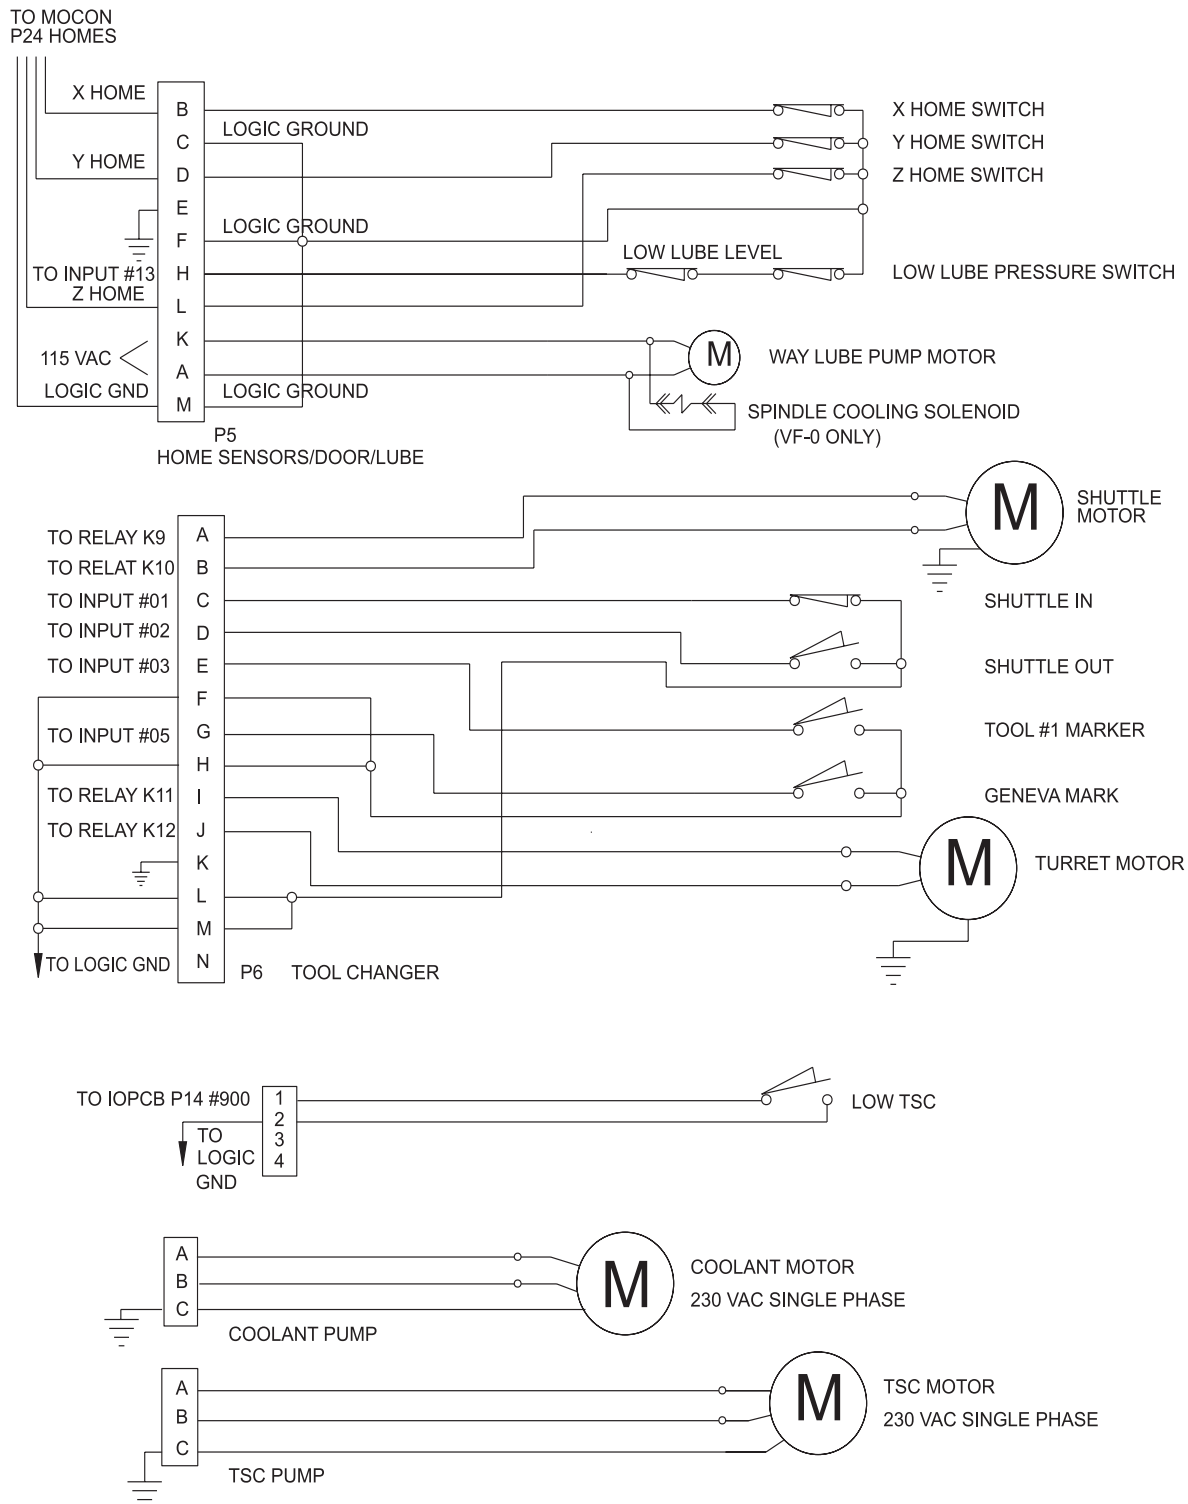 TO MOCON
P24 HOMES
X HOME
B
X HOME SWITCH
LOGIC GROUND
C
Y HOME SWITCH
Y HOME
D
Z HOME SWITCH
E
LOGIC GROUND
F
LOW LUBE LEVEL
TO INPUT #13
H
LOW LUBE PRESSURE SWITCH
Z HOME
L
K
115 VAC
M
WAY LUBE PUMP MOTOR
A
LOGIC GND
LOGIC GROUND
M
SPINDLE COOLING SOLENOID
(VF-0 ONLY)
P5
HOME SENSORS/DOOR/LUBE
M
SHUTTLE
MOTOR
TO RELAY K9
A
TO RELAT K10
B
TO INPUT #01
C
SHUTTLE IN
TO INPUT #02
D
TO INPUT #03
E
SHUTTLE OUT
F
TO INPUT #05
G
TOOL #1 MARKER
H
TO RELAY K11
I
GENEVA MARK
TO RELAY K12
J
K
M
TURRET MOTOR
L
M
TO LOGIC GND
N
P6
TOOL CHANGER
TO IOPCB P14 #900
1
LOW TSC
2
TO
3
LOGIC
4
GND
A
COOLANT MOTOR
B
M
230 VAC SINGLE PHASE
C
COOLANT PUMP
A
TSC MOTOR
B
M
230 VAC SINGLE PHASE
C
TSC PUMP